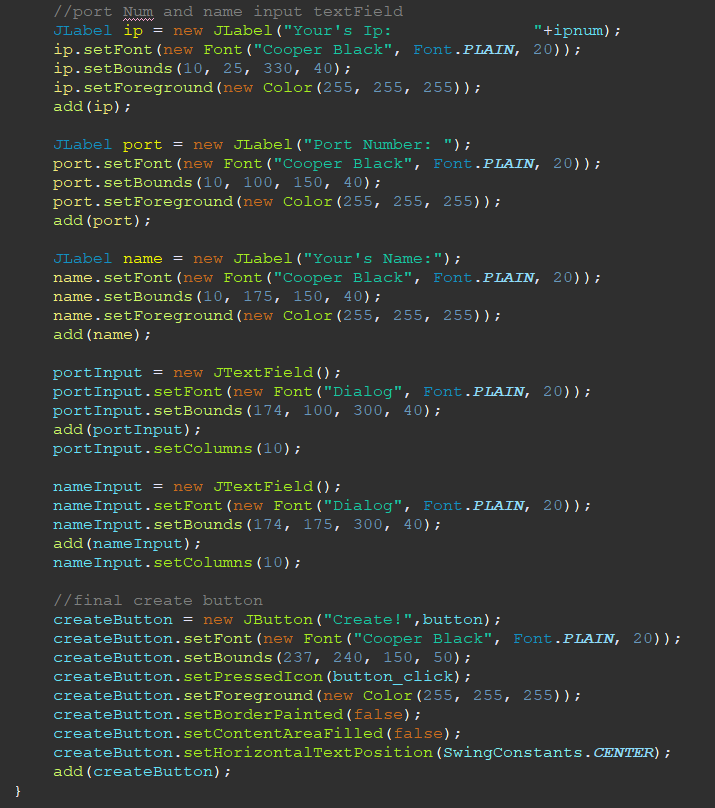 //port Num and name input textField
JLabel ip = new JLabel("Your's Ip:              "+ipnum);
ip.setFont(new Font("Cooper Black", Font.PLAIN, 20));
ip.setBounds(10, 25, 330, 40);
ip.setForeground(new Color(255, 255, 255));
add(ip);
JLabel port = new JLabel("Port Number: ");
port.setFont(new Font("Cooper Black", Font.PLAIN, 20));
port.setBounds(10, 100, 150, 40);
port.setForeground(new Color(255, 255, 255));
add(port);
JLabel name = new JLabel("Your's Name:");
name.setFont(new Font("Cooper Black", Font.PLAIN, 20));
name.setBounds(10, 175, 150, 40);
name.setForeground(new Color(255, 255, 255));
add(name);
portInput = new JTextField();
portInput.setFont(new Font("Dialog", Font.PLAIN, 20));
portInput.setBounds(174, 100, 300, 40);
add(portInput);
portInput.setColumns(10);
nameInput = new JTextField();
nameInput.setFont(new Font("Dialog", Font.PLAIN, 20));
nameInput.setBounds(174, 175, 300, 40);
add(nameInput);
nameInput.setColumns(10);
//final create button
createButton = new JButton("Create!",button);
createButton.setFont(new Font("Cooper Black", Font.PLAIN, 20));
createButton.setBounds(237, 240, 150, 50);
createButton.setPressedIcon(button_click);
createButton.setForeground(new Color(255, 255, 255));
createButton.setBorderPainted(false);
createButton.setContentAreaFilled(false);
createButton.setHorizontalTextPosition(SwingConstants.CENTER);
add(createButton);
}